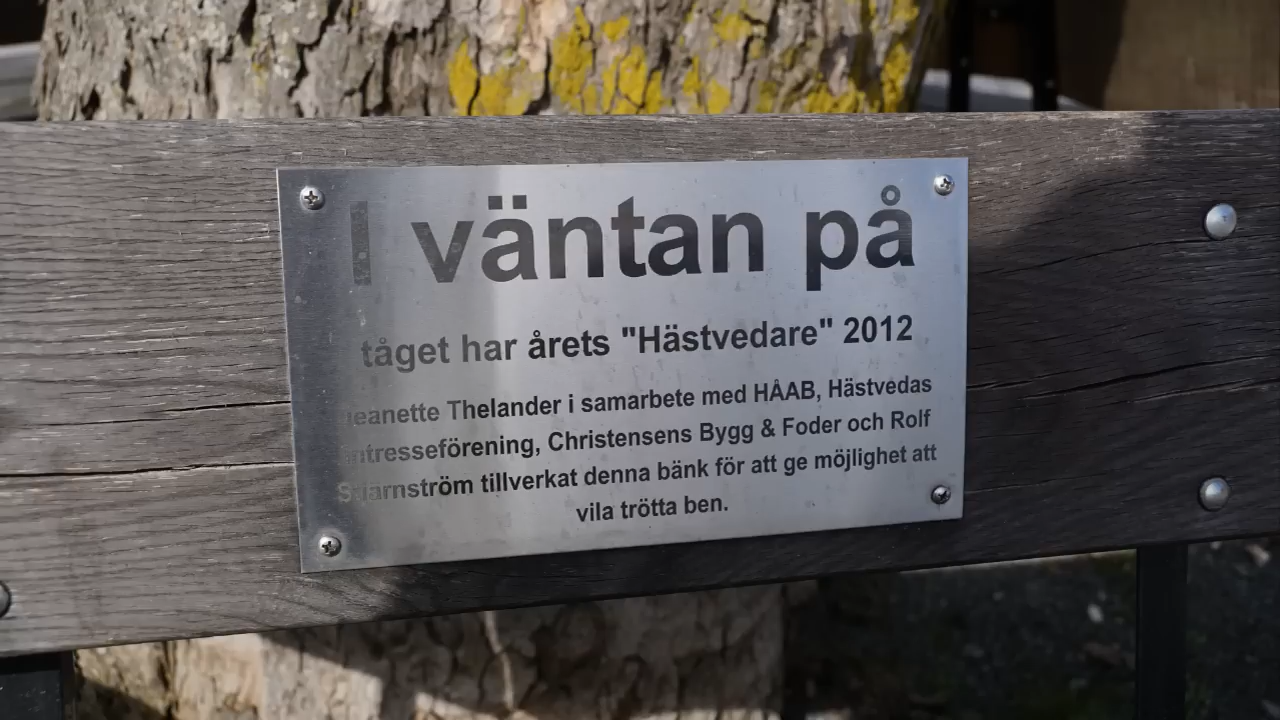 I väntan på
tåget har årets "Hästvedare" 2012
Jeanette Thelander i samarbete med HÅAB, Hästvedas
intresseförening, Christensens Bygg & Foder och Rolf
tillverkat denna bänk för att ge möjlighet att
vila trötta ben.